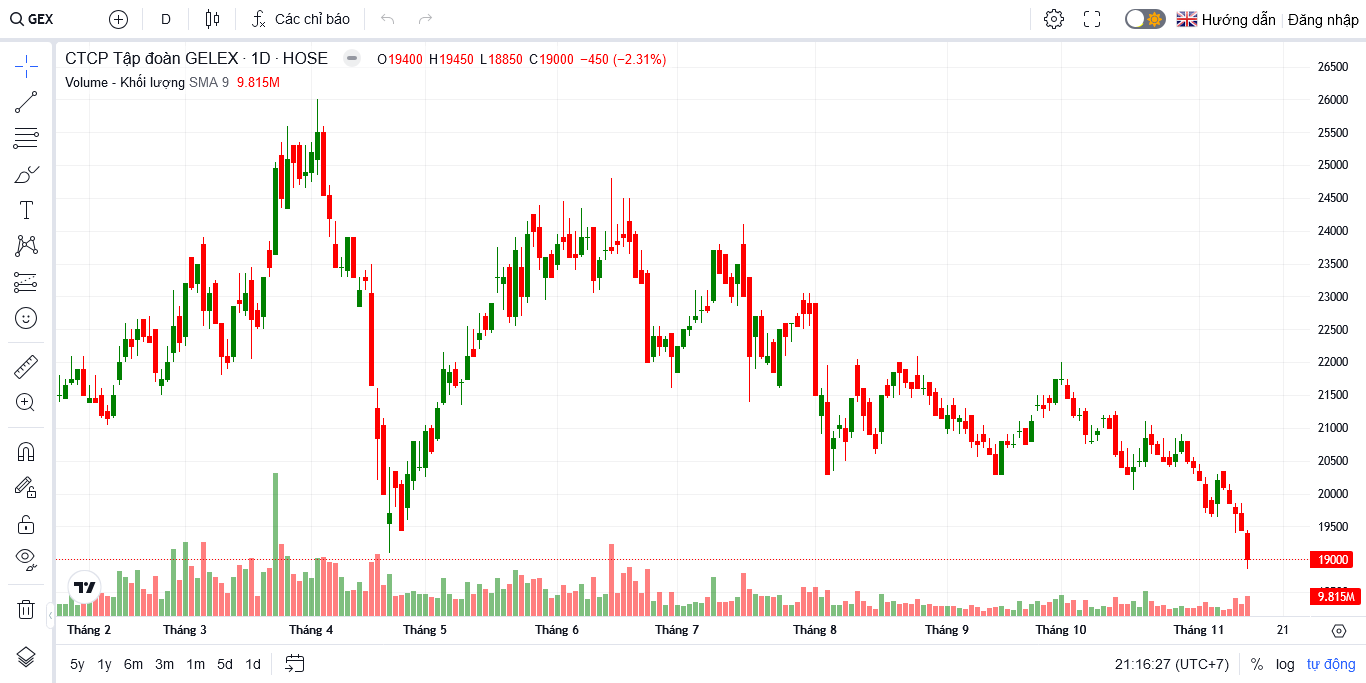 GEX D Các chỉ báo Hướng dẫn Đăng nhập
CTCP Tập đoàn GELEX · 1D · HOSE O19400 H19450 L18850 C19000 −450 (−2.31%)
Volume - Khối lượng SMA 9 9.815M
26500
26000
25500
25000
24500
24000
23500
23000
22500
22000
21500
21000
20500
20000
19500
19000
9.815M
Tháng 2 Tháng 3 Tháng 4 Tháng 5 Tháng 6 Tháng 7 Tháng 8 Tháng 9 Tháng 10 Tháng 11 21
5y 1y 6m 3m 1m 5d 1d 21:16:27 (UTC+7) % log tự động